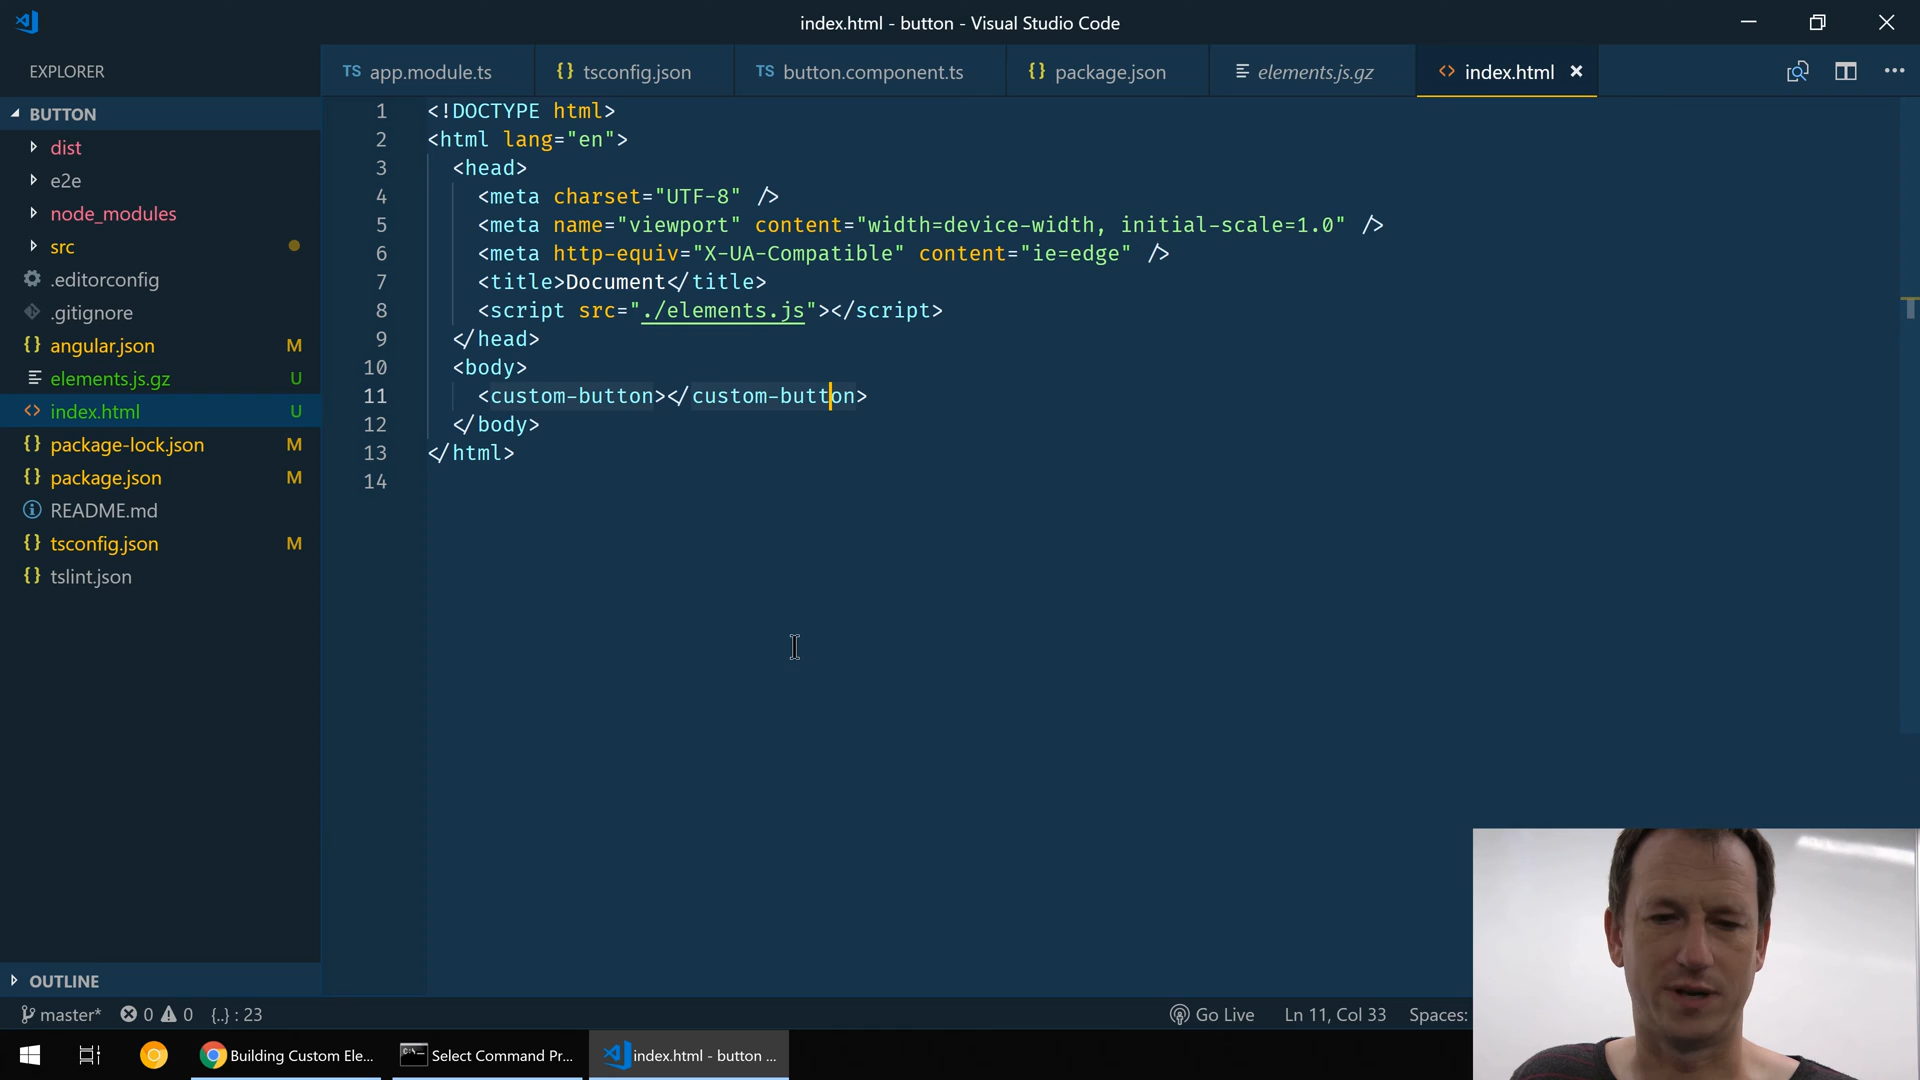 index.html - button - Visual Studio Code
EXPLORER
TS app.module.ts
{} tsconfig.json
TS button.component.ts
{} package.json
elements.js.gz
<> index.html
BUTTON
dist
e2e
node_modules
src
.editorconfig
.gitignore
{} angular.json M
elements.js.gz U
<> index.html U
{} package-lock.json M
{} package.json M
README.md
{} tsconfig.json M
{} tslint.json
1 <!DOCTYPE html>
2 <html lang="en">
3 <head>
4 <meta charset="UTF-8" />
5 <meta name="viewport" content="width=device-width, initial-scale=1.0" />
6 <meta http-equiv="X-UA-Compatible" content="ie=edge" />
7 <title>Document</title>
8 <script src="./elements.js"></script>
9 </head>
10 <body>
11 <custom-button></custom-button>
12 </body>
13 </html>
14
OUTLINE
master* 0 0 {..} : 23
Go Live Ln 11, Col 33 Spaces:
Building Custom Ele...
Select Command Pr...
index.html - button ...